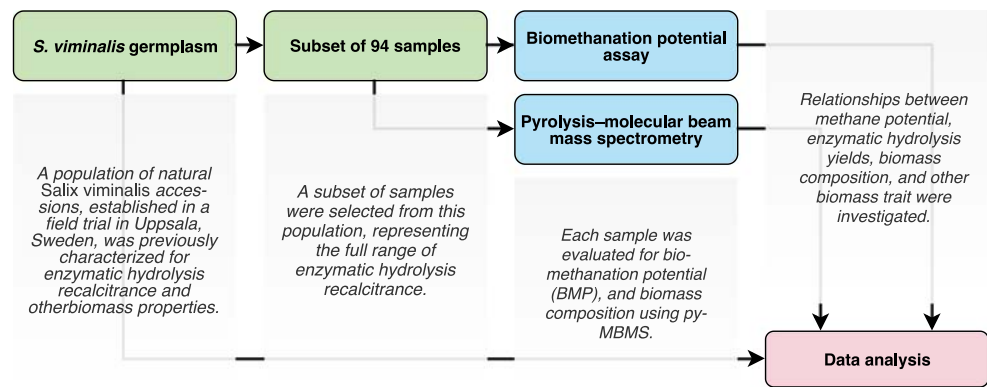 S. viminalis germplasm
Subset of 94 samples
Biomethanation potential
assay
Pyrolysis–molecular beam
mass spectrometry
A population of natural
Salix viminalis acces-
sions, established in a
field trial in Uppsala,
Sweden, was previously
characterized for
enzymatic hydrolysis
recalcitrance and
otherbiomass properties.
A subset of samples
were selected from this
population, representing
the full range of
enzymatic hydrolysis
recalcitrance.
Each sample was
evaluated for bio-
methanation potential
(BMP), and biomass
composition using py-
MBMS.
Relationships between
methane potential,
enzymatic hydrolysis
yields, biomass
composition, and other
biomass trait were
investigated.
Data analysis